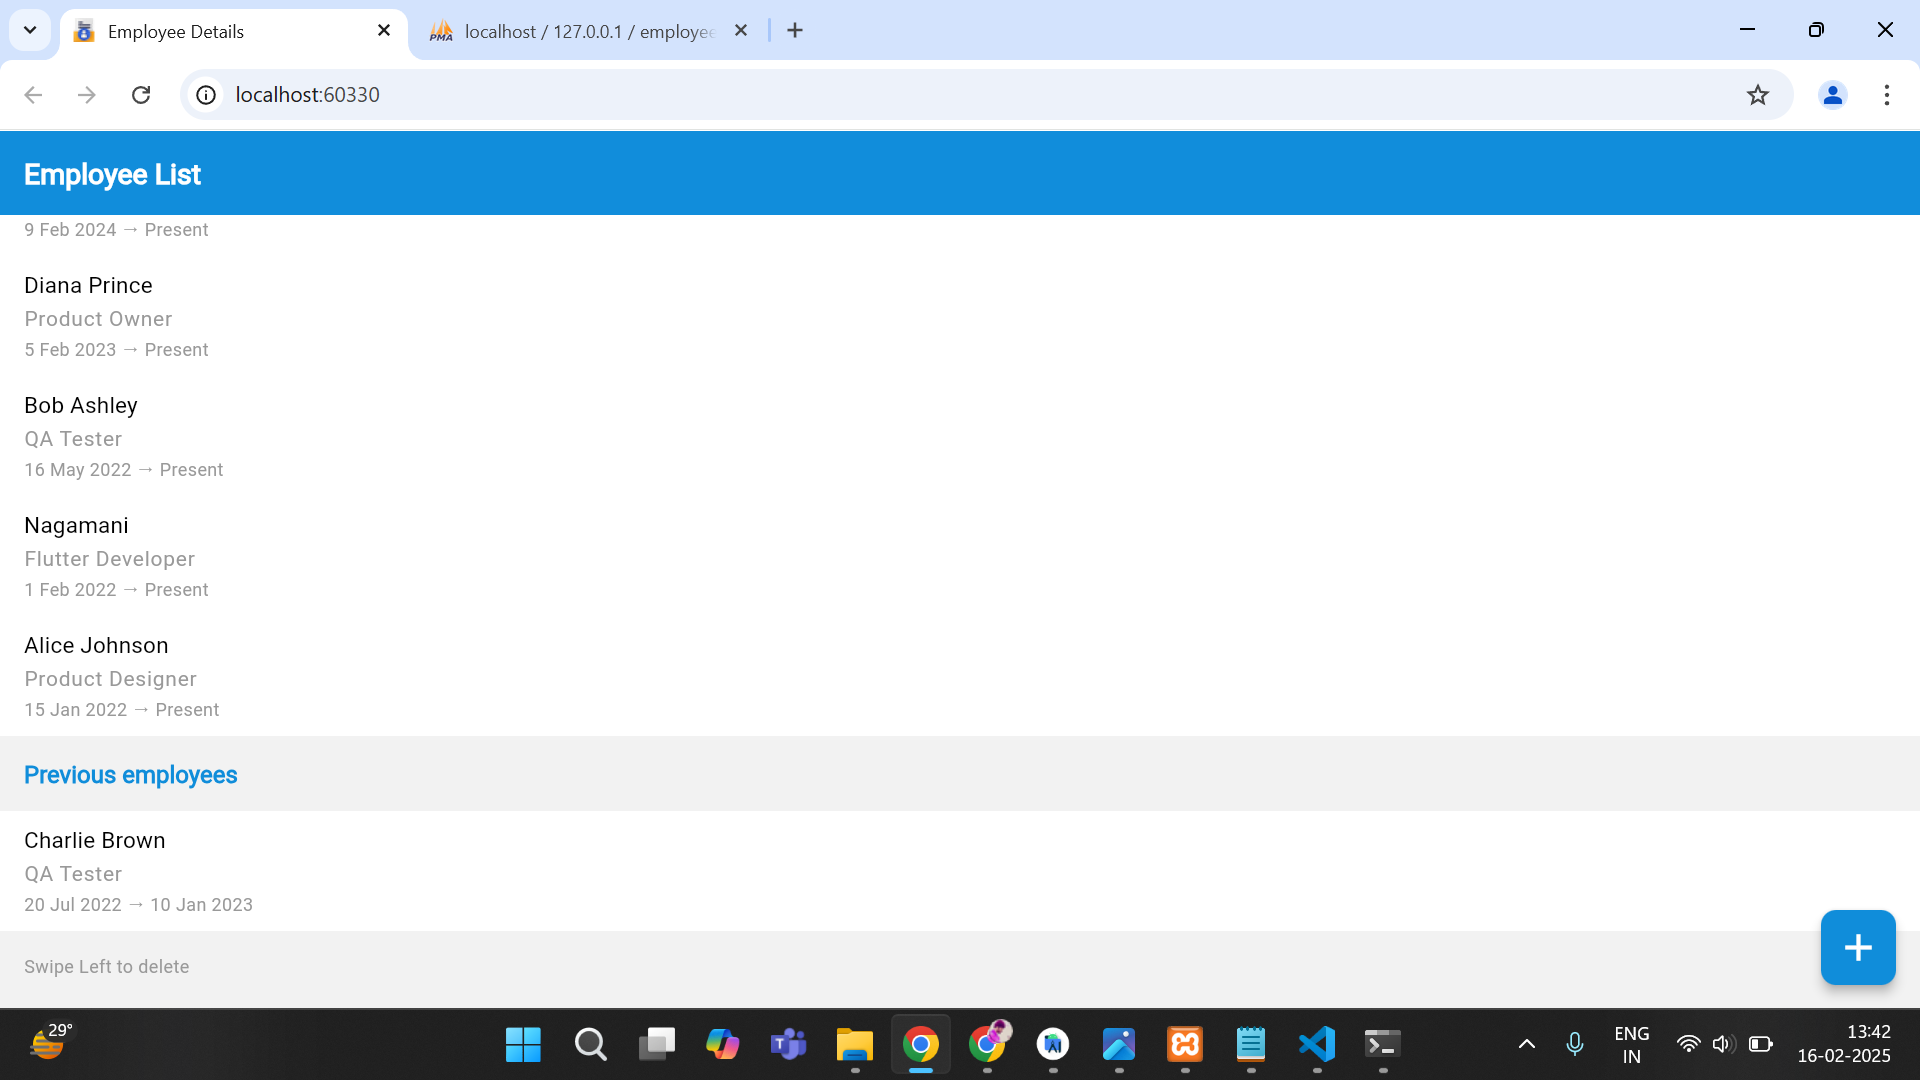 Employee Details
localhost / 127.0.0.1 / employee
localhost:60330
Employee List
9 Feb 2024 → Present
Diana Prince
Product Owner
5 Feb 2023 → Present
Bob Ashley
QA Tester
16 May 2022 → Present
Nagamani
Flutter Developer
1 Feb 2022 → Present
Alice Johnson
Product Designer
15 Jan 2022 → Present
Previous employees
Charlie Brown
QA Tester
20 Jul 2022 → 10 Jan 2023
Swipe Left to delete
29°
ENG
IN
13:42
16-02-2025